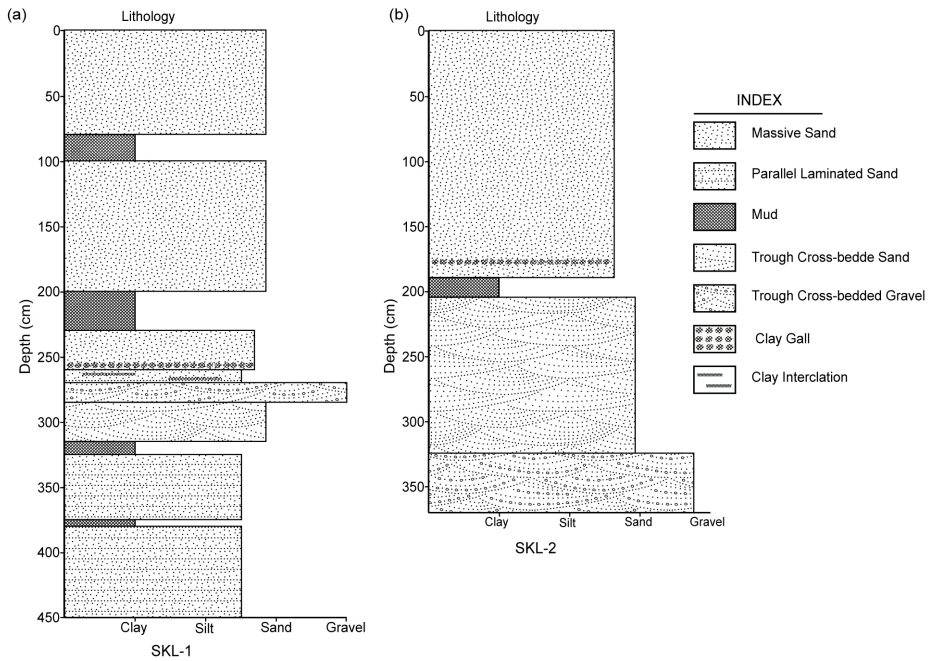 (a)
Lithology
0
50
100
150
200
250
300
350
400
450
Depth (cm)
Clay Silt Sand Gravel
SKL-1
(b)
Lithology
0
50
100
150
200
250
300
350
Depth (cm)
Clay Silt Sand Gravel
SKL-2
INDEX
Massive Sand
Parallel Laminated Sand
Mud
Trough Cross-bedde Sand
Trough Cross-bedded Gravel
Clay Gall
Clay Interclation